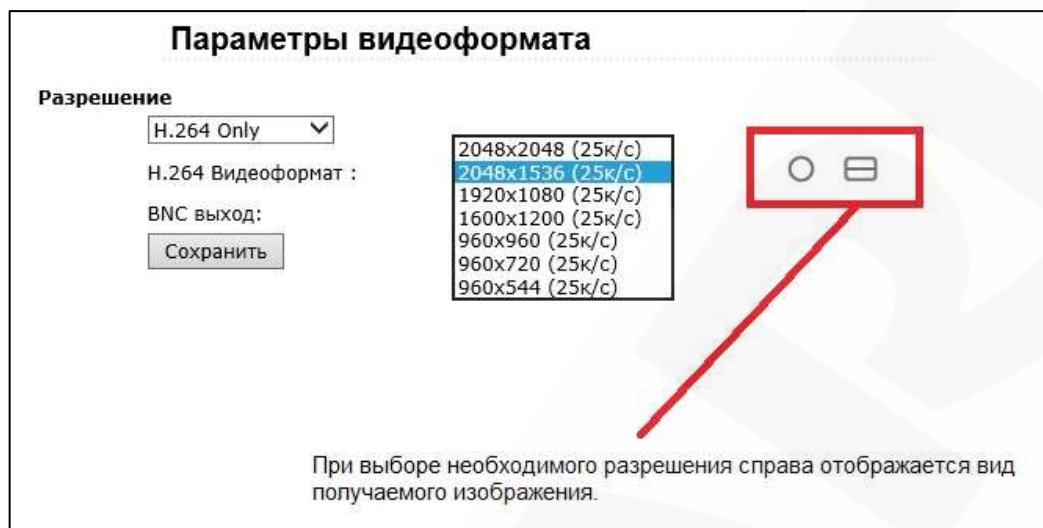 Параметры видеоформата
Разрешение
H.264 Only
H.264 Видеоформат :
BNC выход:
Сохранить
2048x2048 (25к/с)
2048x1536 (25к/с)
1920x1080 (25к/с)
1600x1200 (25к/с)
960x960 (25к/с)
960x720 (25к/с)
960x544 (25к/с)
При выборе необходимого разрешения справа отображается вид
получаемого изображения.